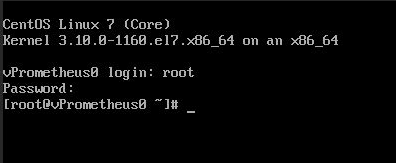 CentOS Linux 7 (Core)
Kernel 3.10.0-1160.el7.x86_64 on an x86_64
vPrometheus0 login: root
Password:
[root@vPrometheus0 ~]# _